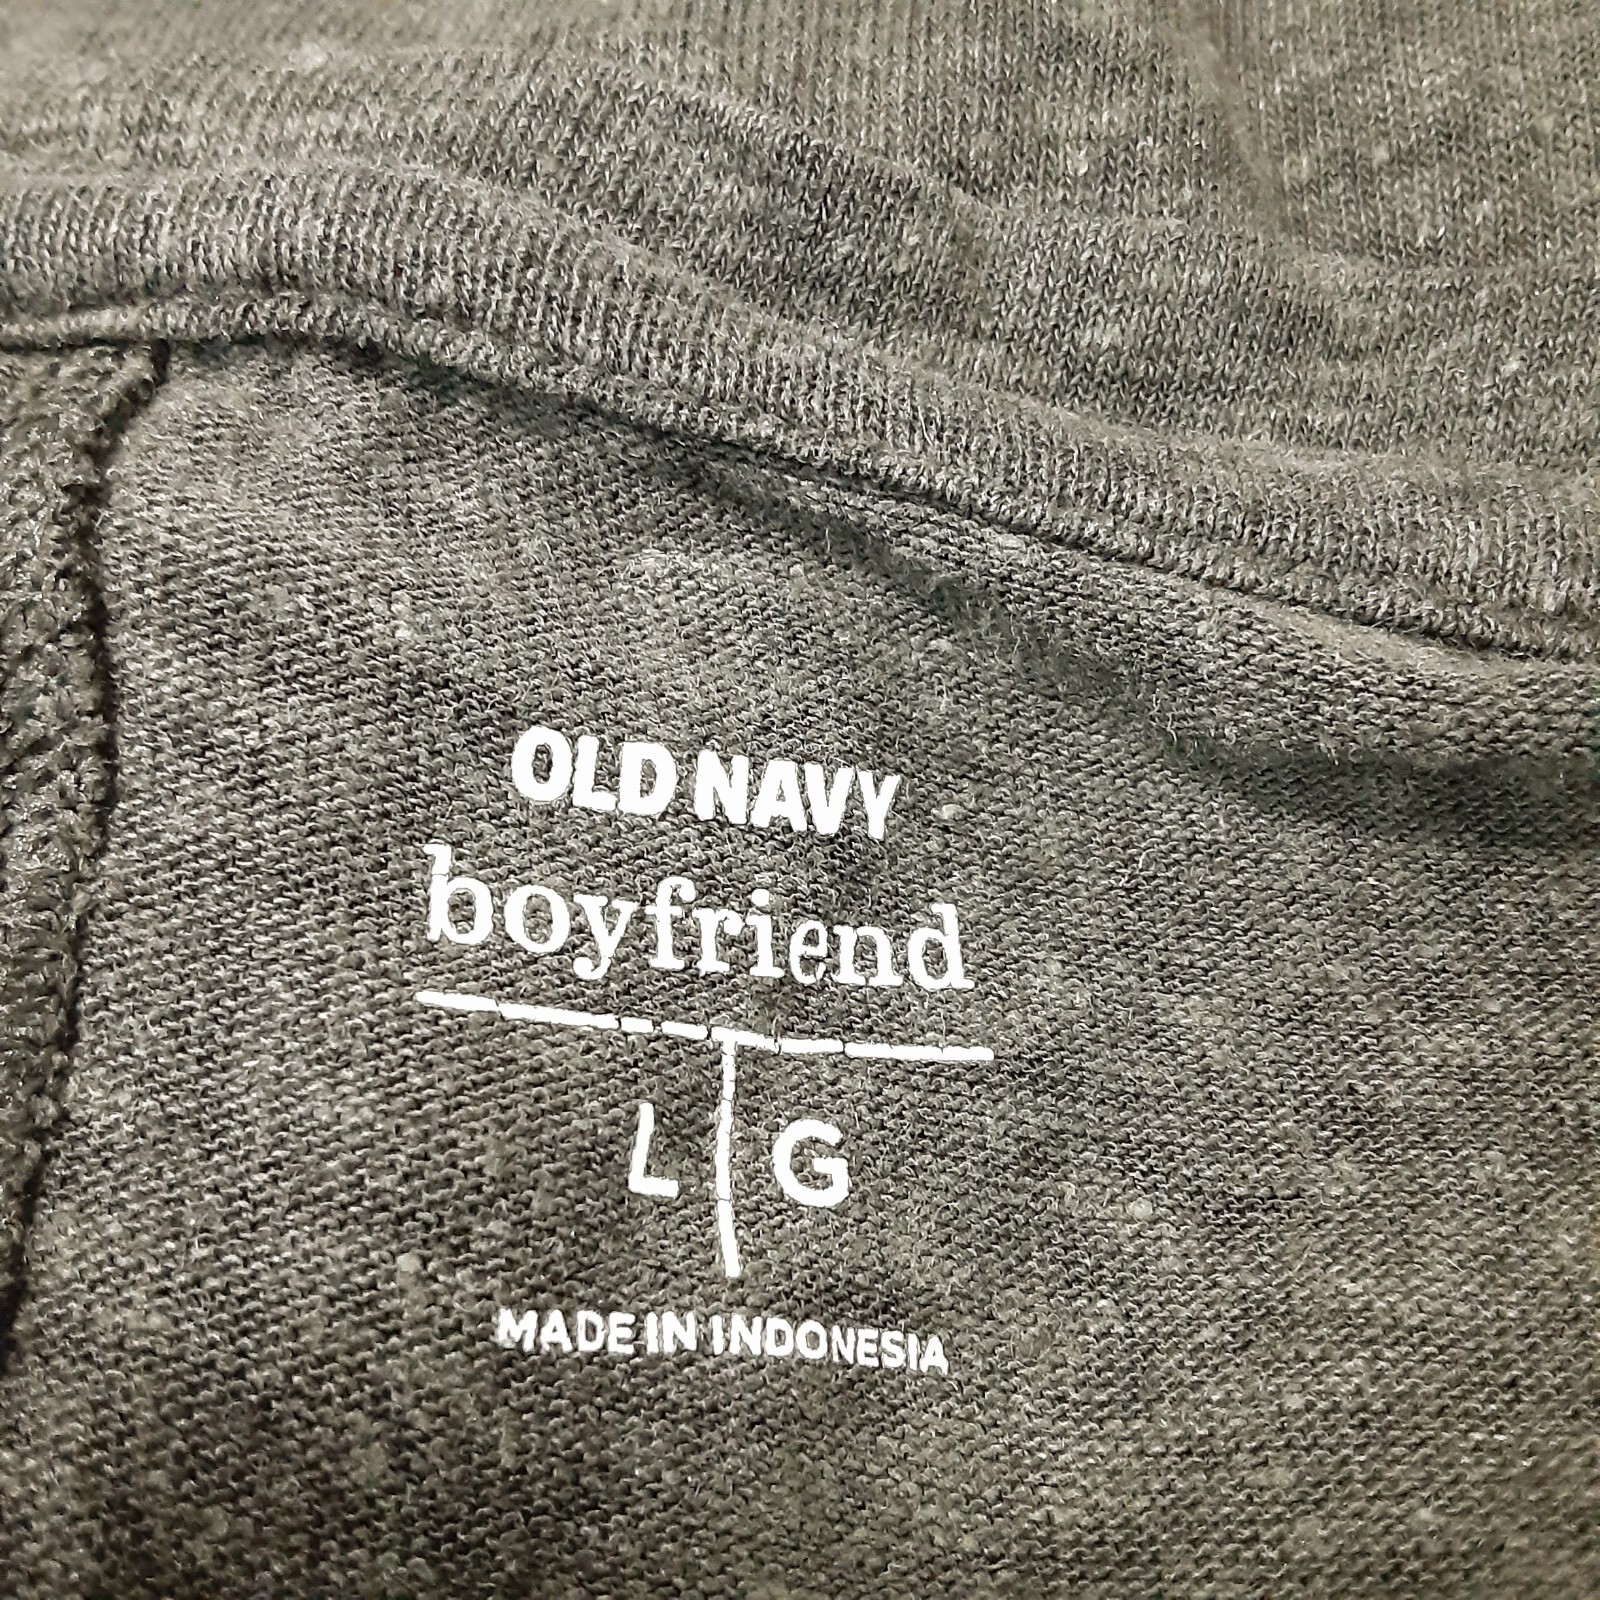 OLD NAVY
boyfriend
L G
MADE IN INDONESIA